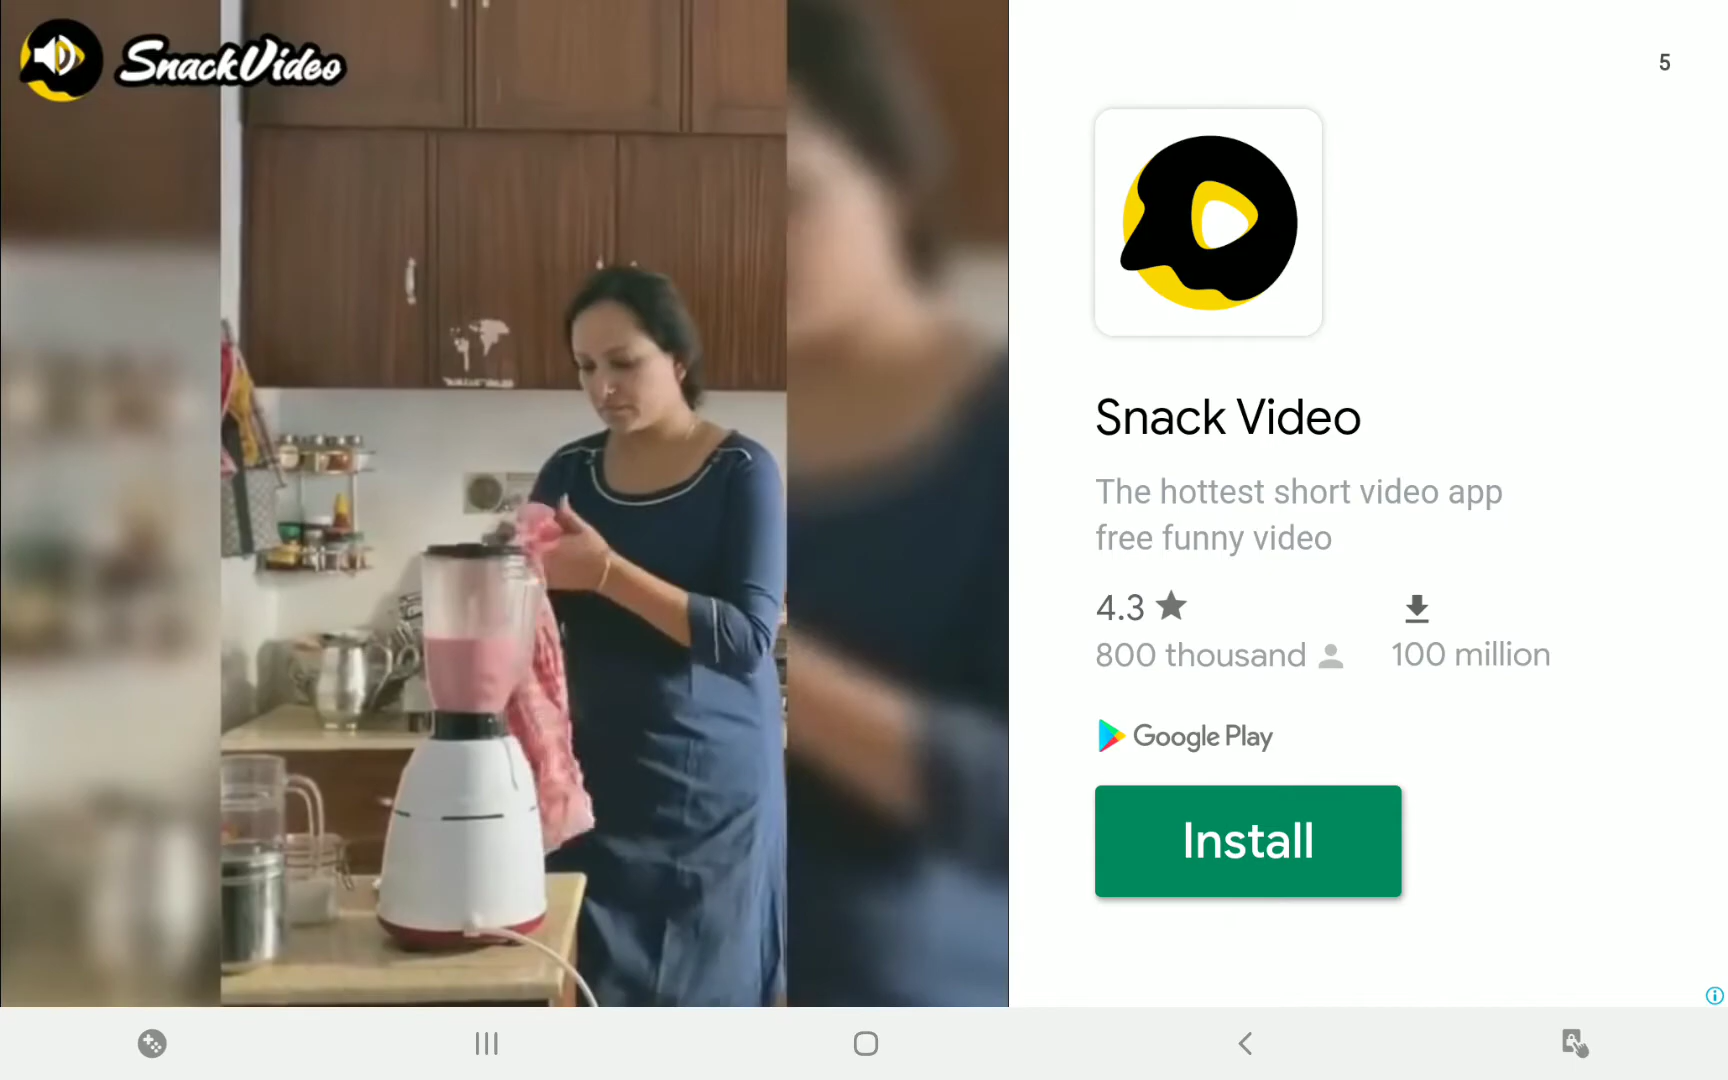 SnackVideo
5
Snack Video
The hottest short video app
free funny video
4.3
800 thousand
100 million
Google Play
Install